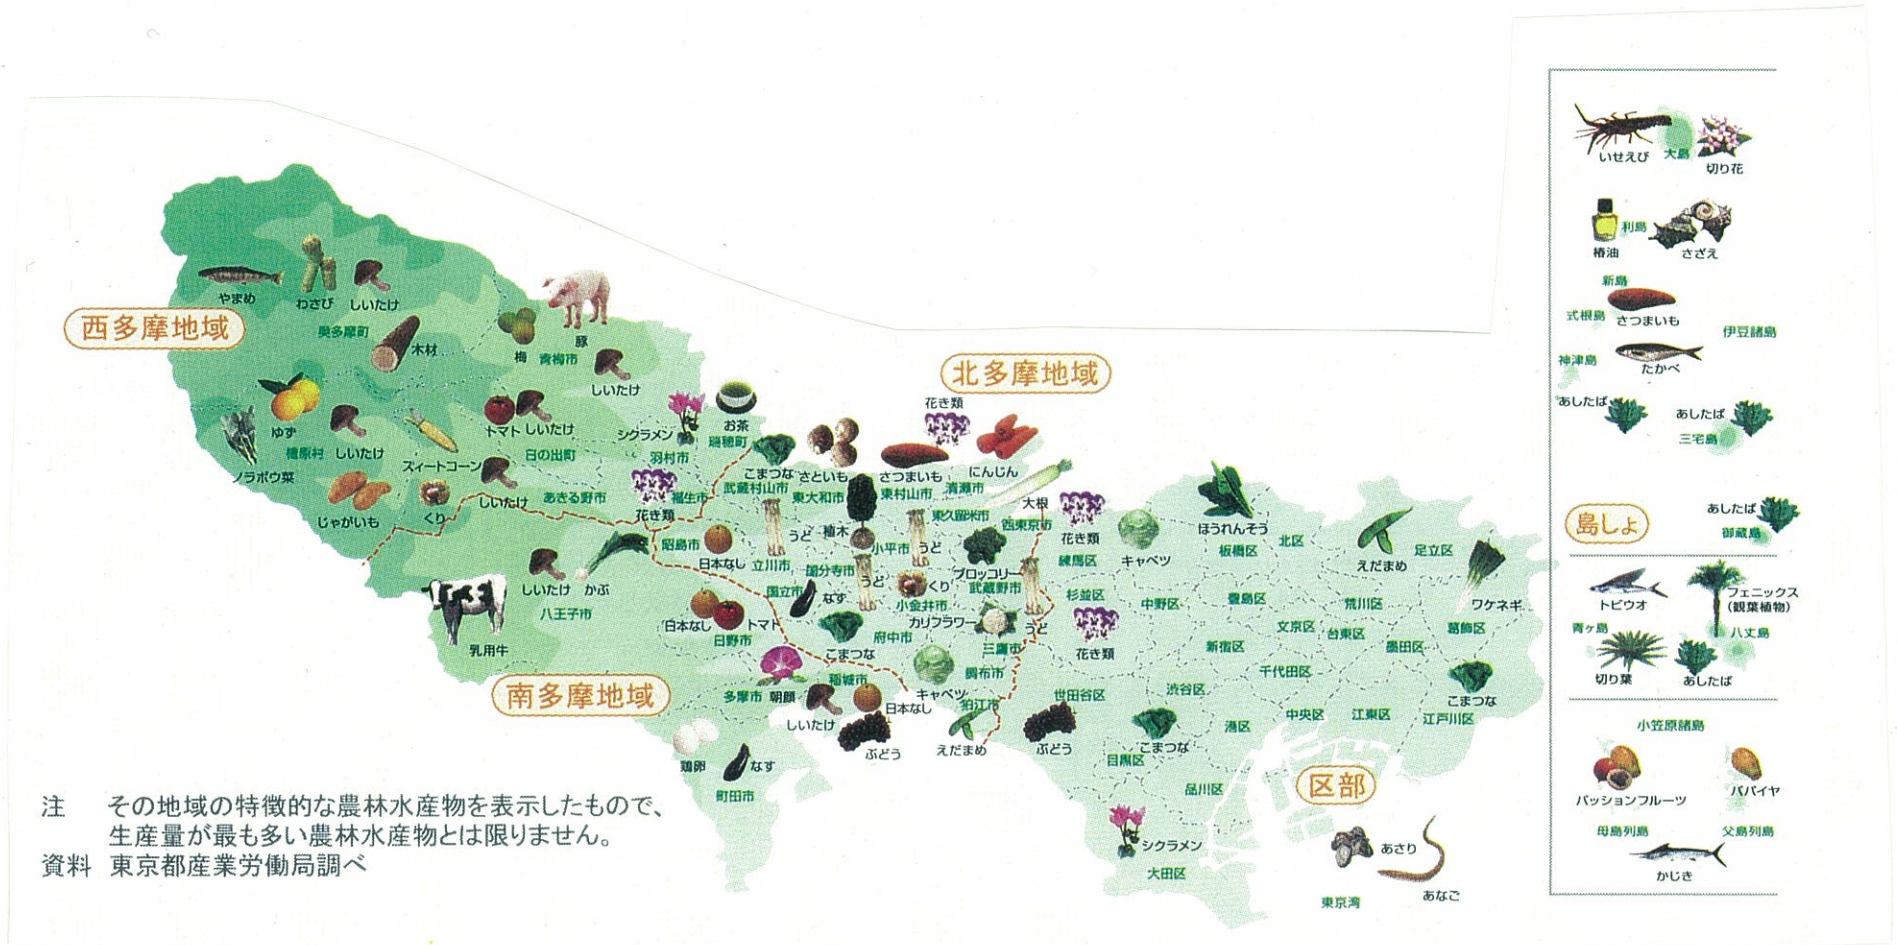 西多摩地域
やまめ
わさび
しいたけ
奥多摩町
木材
梅
豚
青梅市
しいたけ
ゆず
ノラボウ菜
檜原村
しいたけ
じゃがいも
スィートコーン
くり
トマト
しいたけ
日の出町
しいたけ
あきる野市
シクラメン
羽村市
お茶
瑞穂町
花き類
福生市
北多摩地域
こまつな
武蔵村山市
さといも
東大和市
さつまいも
東村山市
花き類
にんじん
清瀬市
大根
東久留米市
西東京市
昭島市
日本なし
うど
立川市
植木
小平市
うど
国分寺市
うど
くり
小金井市
ブロッコリー
武蔵野市
国立市
なす
カリフラワー
うど
三鷹市
こまつな
府中市
キャベツ
調布市
狛江市
えだまめ
南多摩地域
乳用牛
しいたけ
かぶ
八王子市
日本なし
トマト
日野市
多摩市
朝顔
稲城市
しいたけ
日本なし
ぶどう
鶏卵
なす
町田市
区部
花き類
練馬区
キャベツ
ほうれんそう
板橋区
北区
えだまめ
足立区
ワケネギ
葛飾区
杉並区
花き類
中野区
豊島区
荒川区
文京区
台東区
墨田区
新宿区
千代田区
世田谷区
ぶどう
渋谷区
こまつな
目黒区
港区
中央区
江東区
こまつな
江戸川区
品川区
シクラメン
大田区
あさり
あなご
東京湾
島しょ
いせえび
大島
切り花
椿油
利島
さざえ
新島
さつまいも
式根島
伊豆諸島
神津島
たかべ
あしたば
あしたば
三宅島
あしたば
御蔵島
トビウオ
フェニックス
(観葉植物)
青ヶ島
八丈島
切り葉
あしたば
小笠原諸島
パッションフルーツ
パパイヤ
母島列島
父島列島
かじき
注 その地域の特徴的な農林水産物を表示したもので、
生産量が最も多い農林水産物とは限りません。
資料 東京都産業労働局調べ